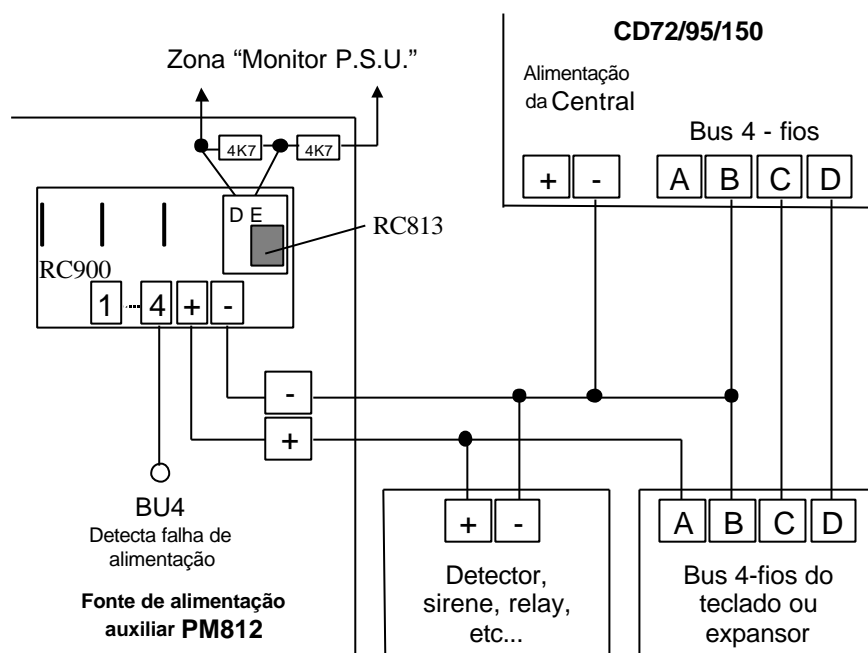 CD72/95/150
Zona “Monitor P.S.U.”
Alimentação
da Central
Bus 4 - fios
4K7 4K7
+ - A B C D
D E
RC813
RC900
1 4 + -
-
+
BU4
Detecta falha de
alimentação
Fonte de alimentação
auxiliar PM812
+ -
Detector,
sirene, relay,
etc...
A B C D
Bus 4-fios do
teclado ou
expansor